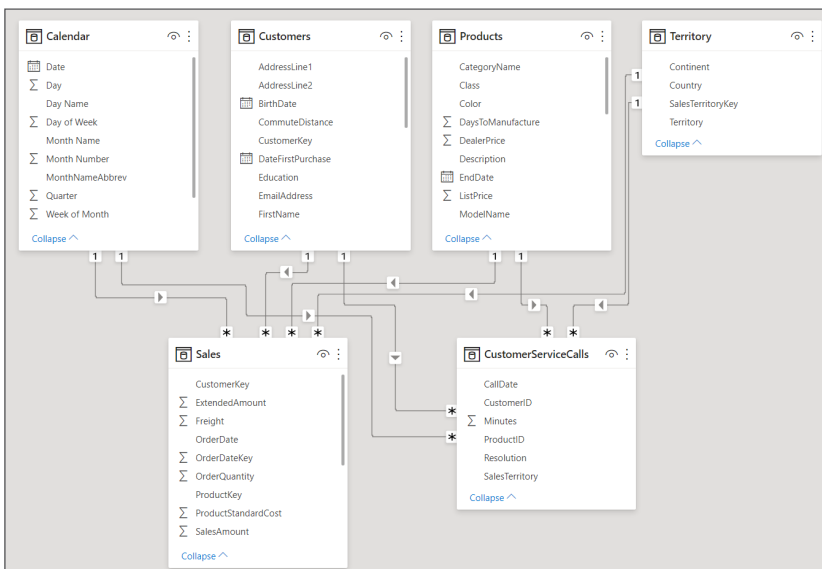 Calendar
Date
Day
Day Name
Day of Week
Month Name
Month Number
MonthNameAbbrev
Quarter
Week of Month
Collapse
Customers
AddressLine1
AddressLine2
BirthDate
CommuteDistance
CustomerKey
DateFirstPurchase
Education
EmailAddress
FirstName
Collapse
Products
CategoryName
Class
Color
DaysToManufacture
DealerPrice
Description
EndDate
ListPrice
ModelName
Collapse
Territory
Continent
Country
SalesTerritoryKey
Territory
Collapse
1
1
1
1
1
1
1
1
*
*
*
*
*
*
*
*
Sales
CustomerKey
ExtendedAmount
Freight
OrderDate
OrderDateKey
OrderQuantity
ProductKey
ProductStandardCost
SalesAmount
Collapse
CustomerServiceCalls
CallDate
CustomerID
Minutes
ProductID
Resolution
SalesTerritory
Collapse